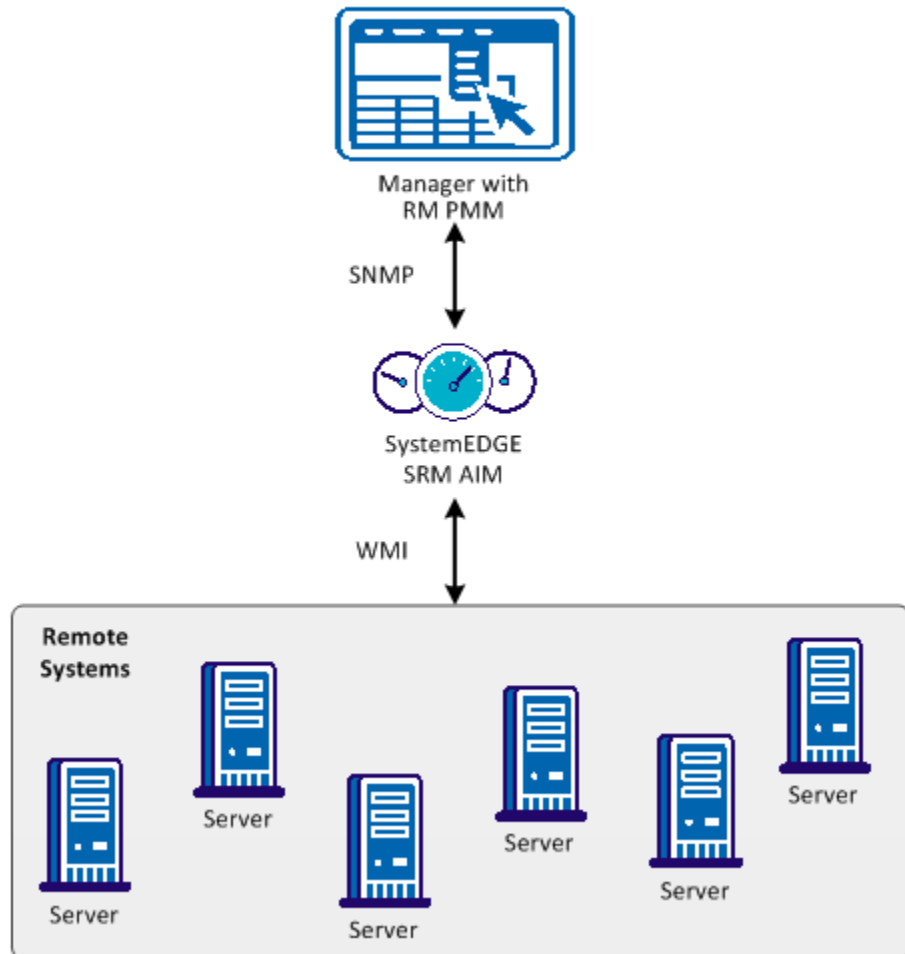 Manager with
RM PMM
SNMP
SystemEDGE
SRM AIM
WMI
Remote
Systems
Server
Server
Server
Server
Server
Server